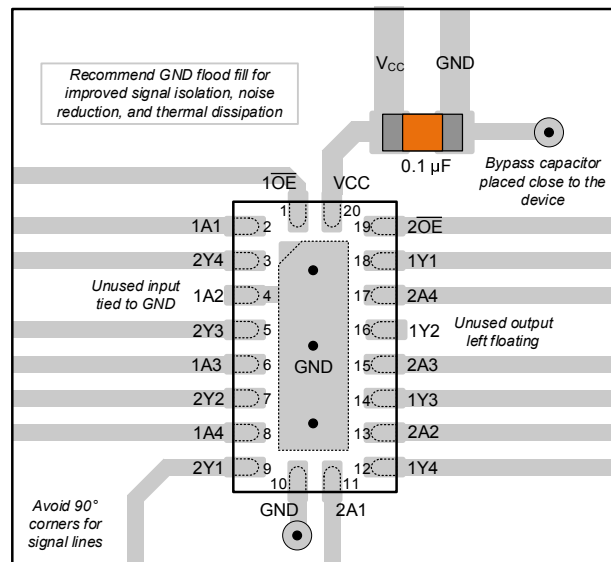 Recommend GND flood fill for
improved signal isolation, noise
reduction, and thermal dissipation
VCC GND
0.1 µF
Bypass capacitor
placed close to the
device
1O̅E̅ VCC
1 20
1A1 2 19 2O̅E̅
2Y4 3 18 1Y1
Unused input
tied to GND
1A2 4 17 2A4
2Y3 5 16 1Y2
Unused output
left floating
GND
1A3 6 15 2A3
2Y2 7 14 1Y3
1A4 8 13 2A2
2Y1 9 12 1Y4
10 11
GND 2A1
Avoid 90°
corners for
signal lines